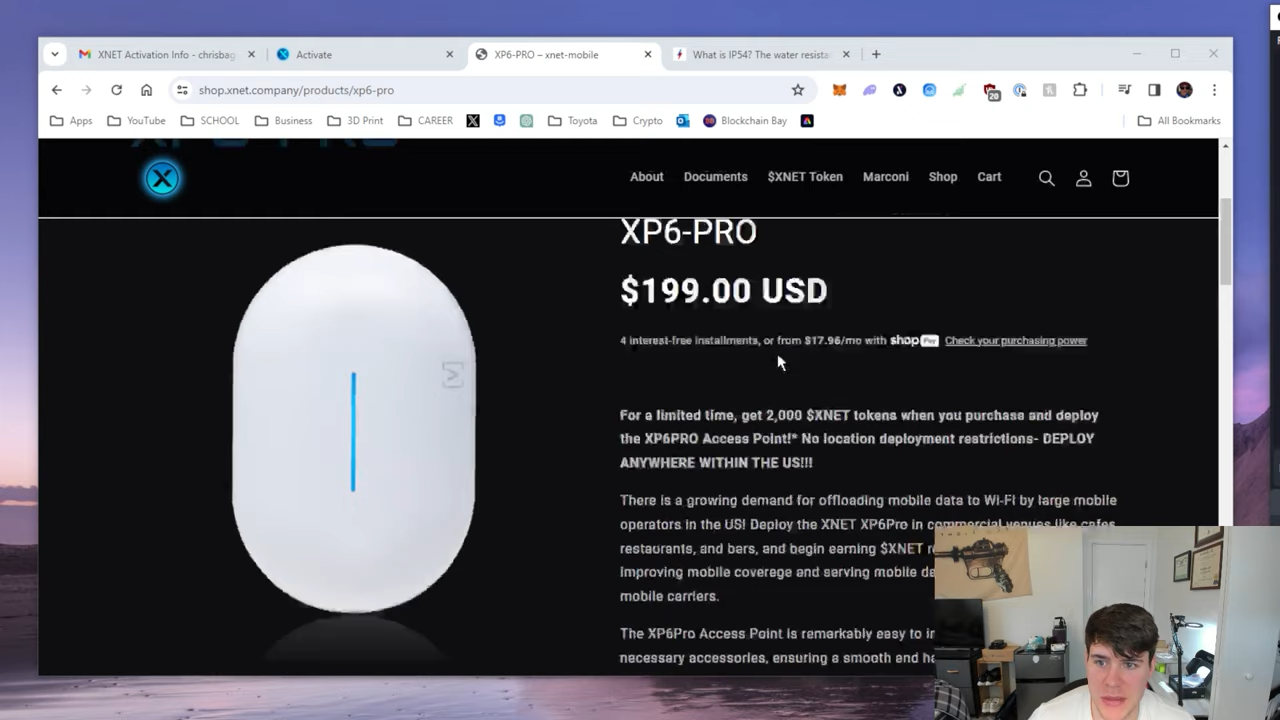 XNET Activation Info - chrisbag
Activate
XP6-PRO – xnet-mobile
What is IP54? The water resista
shop.xnet.company/products/xp6-pro
20
Apps
YouTube
SCHOOL
Business
3D Print
CAREER
Toyota
Crypto
Blockchain Bay
All Bookmarks
About
Documents
$XNET Token
Marconi
Shop
Cart
XP6-PRO
$199.00 USD
4 interest-free installments, or from $17.96/mo with shop Pay Check your purchasing power
For a limited time, get 2,000 $XNET tokens when you purchase and deploy
the XP6PRO Access Point!* No location deployment restrictions- DEPLOY
ANYWHERE WITHIN THE US!!!
There is a growing demand for offloading mobile data to Wi-Fi by large mobile
operators in the US! Deploy the XNET XP6Pro in commercial venues like cafes
restaurants, and bars, and begin earning $XNET
improving mobile coverage and serving mobile
mobile carriers.
The XP6Pro Access Point is remarkably easy to
necessary accessories, ensuring a smooth and